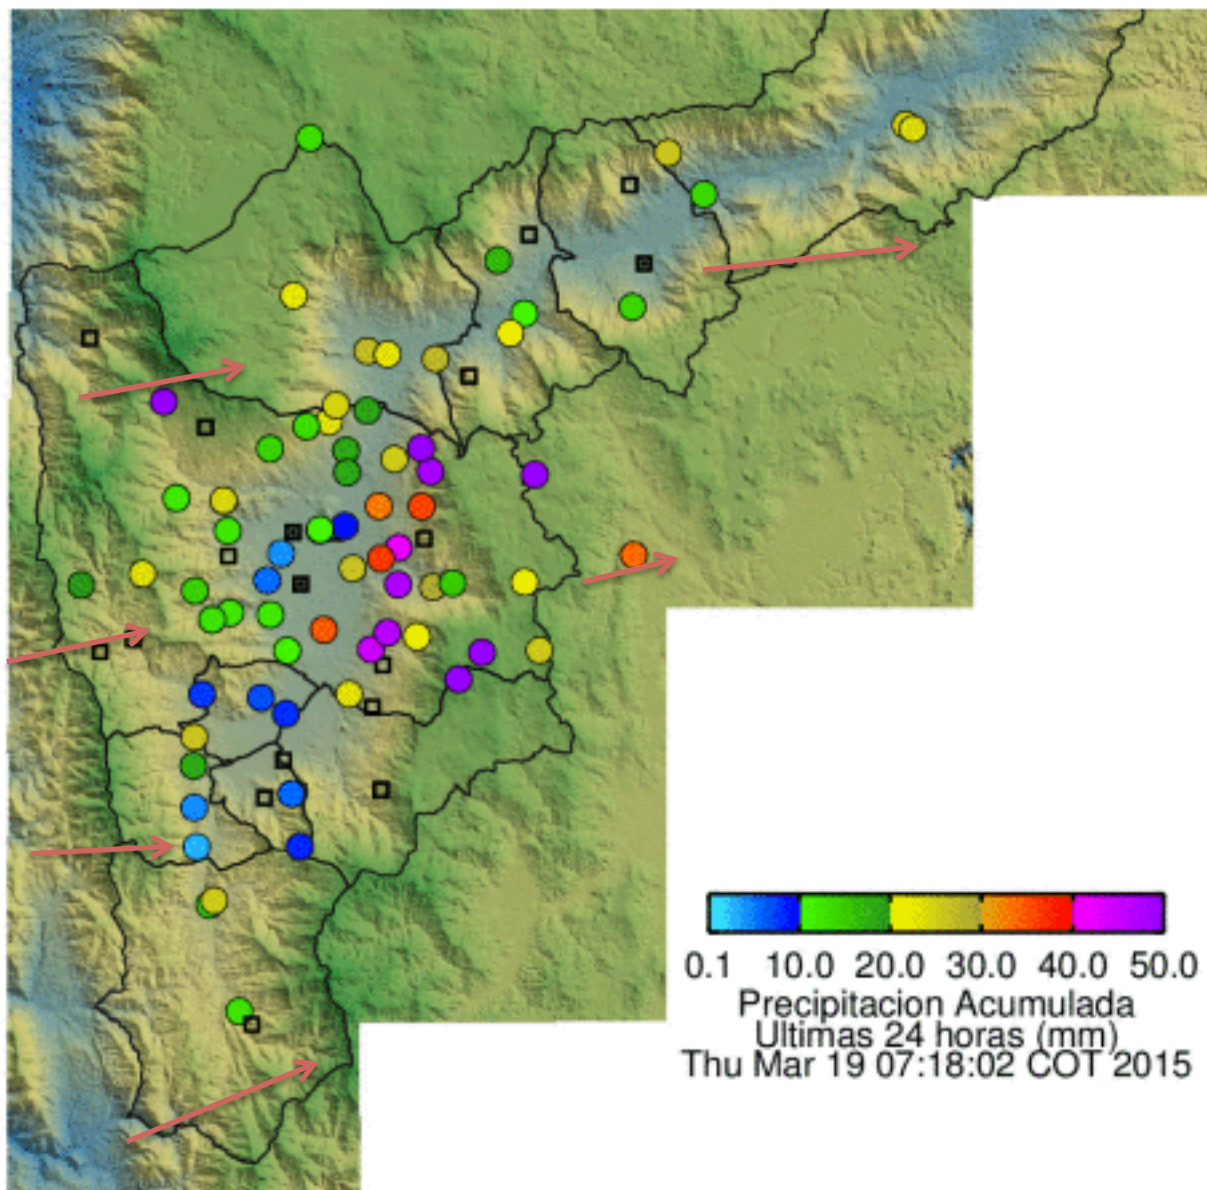 0.1 10.0 20.0 30.0 40.0 50.0
Precipitacion Acumulada
Ultimas 24 horas (mm)
Thu Mar 19 07:18:02 COT 2015